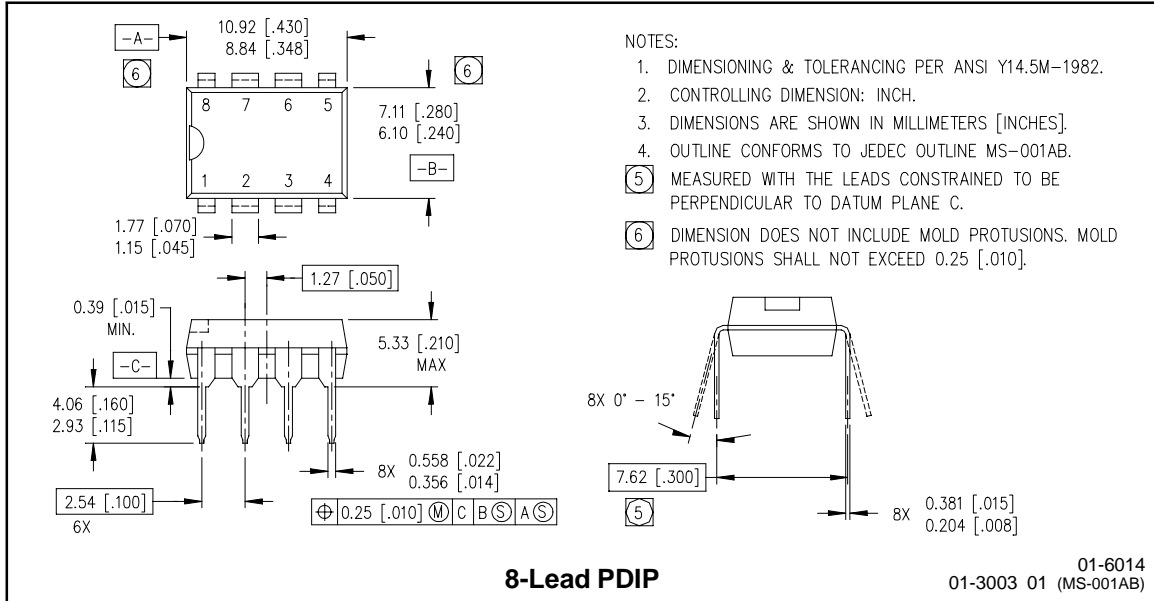 10.92 [.430]
8.84 [.348]
-A-
6
6
8 7 6 5
1 2 3 4
7.11 [.280]
6.10 [.240]
-B-
1.77 [.070]
1.15 [.045]
1.27 [.050]
0.39 [.015]
MIN.
-C-
5.33 [.210]
MAX
4.06 [.160]
2.93 [.115]
8X 0.558 [.022]
0.356 [.014]
2.54 [.100]
6X
⌖ 0.25 [.010] Ⓜ C B Ⓢ A Ⓢ
NOTES:
1. DIMENSIONING & TOLERANCING PER ANSI Y14.5M-1982.
2. CONTROLLING DIMENSION: INCH.
3. DIMENSIONS ARE SHOWN IN MILLIMETERS [INCHES].
4. OUTLINE CONFORMS TO JEDEC OUTLINE MS-001AB.
5 MEASURED WITH THE LEADS CONSTRAINED TO BE
PERPENDICULAR TO DATUM PLANE C.
6 DIMENSION DOES NOT INCLUDE MOLD PROTUSIONS. MOLD
PROTUSIONS SHALL NOT EXCEED 0.25 [.010].
8X 0° - 15°
7.62 [.300]
5
8X 0.381 [.015]
0.204 [.008]
8-Lead PDIP
01-6014
01-3003 01 (MS-001AB)